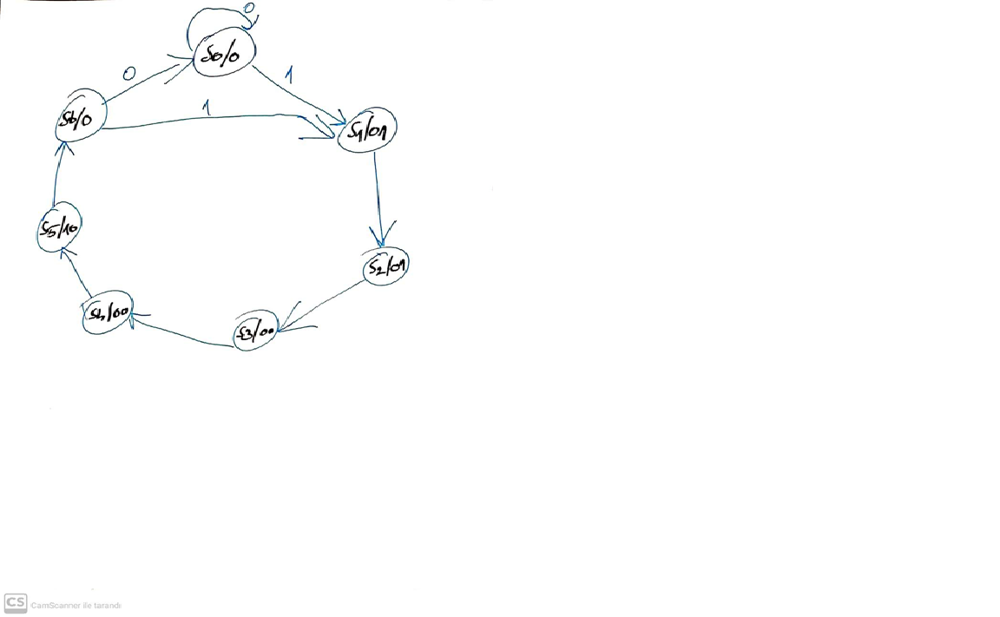 0
S0/0
0
1
S6/0
1
S1/01
S5/10
S2/01
S4/00
S3/00
CS CamScanner ile tarandı